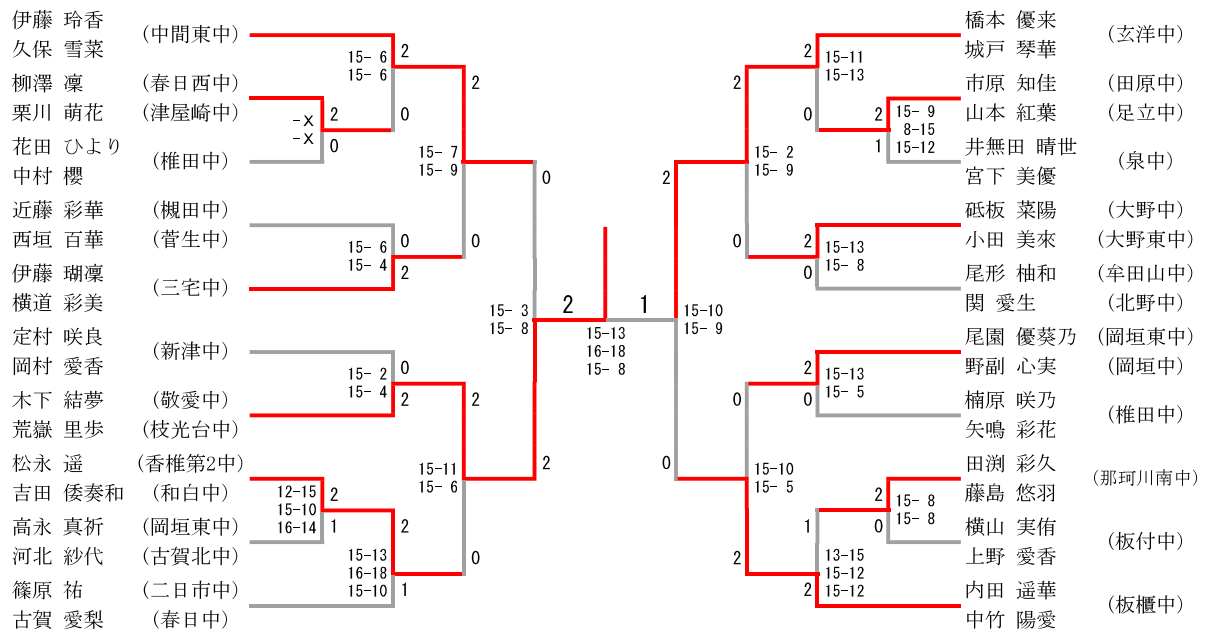 伊藤 玲香
久保 雪菜
(中間東中)
柳澤 凜 (春日西中)
栗川 萌花 (津屋崎中)
花田 ひより
中村 櫻
(椎田中)
近藤 彩華 (槻田中)
西垣 百華 (菅生中)
伊藤 瑚凜
横道 彩美
(三宅中)
定村 咲良
岡村 愛香
(新津中)
木下 結夢 (敬愛中)
荒嶽 里歩 (枝光台中)
松永 遥 (香椎第2中)
吉田 倭奏和 (和白中)
高永 真祈 (岡垣東中)
河北 紗代 (古賀北中)
篠原 祐 (二日市中)
古賀 愛梨 (春日中)
2
-X
-X
0
12-15
15-10
16-14
2
1
15- 6
15- 6
2
0
15- 6
15- 4
0
2
15- 2
15- 4
0
2
15-13
16-18
15-10
2
1
15- 7
15- 9
2
0
15-11
15- 6
2
0
15- 3
15- 8
0
2
2
1
15-13
16-18
15- 8
15-10
15- 9
2
0
15- 2
15- 9
2
0
15-10
15- 5
0
2
15-11
15-13
2
0
15-13
15- 8
2
0
15-13
15- 5
2
0
13-15
15-12
15-12
1
2
15- 9
8-15
15-12
2
1
15- 8
15- 8
2
0
橋本 優来
城戸 琴華
(玄洋中)
市原 知佳 (田原中)
山本 紅葉 (足立中)
井無田 晴世
宮下 美優
(泉中)
砥板 菜陽 (大野中)
小田 美來 (大野東中)
尾形 柚和 (牟田山中)
関 愛生 (北野中)
尾園 優葵乃 (岡垣東中)
野副 心実 (岡垣中)
楠原 咲乃
矢鳴 彩花
(椎田中)
田渕 彩久
藤島 悠羽
(那珂川南中)
横山 実侑
上野 愛香
(板付中)
内田 遥華
中竹 陽愛
(板櫃中)